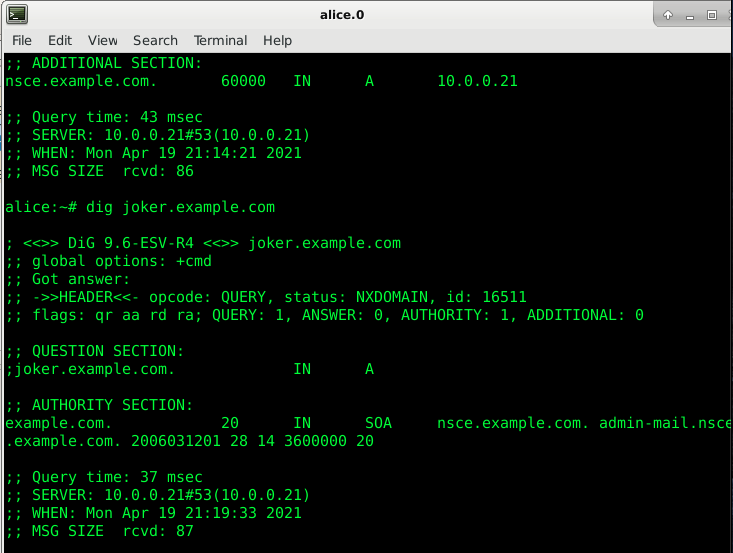 alice.0
File Edit View Search Terminal Help
;; ADDITIONAL SECTION:
nsce.example.com. 60000 IN A 10.0.0.21
;; Query time: 43 msec
;; SERVER: 10.0.0.21#53(10.0.0.21)
;; WHEN: Mon Apr 19 21:14:21 2021
;; MSG SIZE rcvd: 86
alice:~# dig joker.example.com
; <<>> DiG 9.6-ESV-R4 <<>> joker.example.com
;; global options: +cmd
;; Got answer:
;; ->>HEADER<<- opcode: QUERY, status: NXDOMAIN, id: 16511
;; flags: qr aa rd ra; QUERY: 1, ANSWER: 0, AUTHORITY: 1, ADDITIONAL: 0
;; QUESTION SECTION:
;joker.example.com. IN A
;; AUTHORITY SECTION:
example.com. 20 IN SOA nsce.example.com. admin-mail.nsce
.example.com. 2006031201 28 14 3600000 20
;; Query time: 37 msec
;; SERVER: 10.0.0.21#53(10.0.0.21)
;; WHEN: Mon Apr 19 21:19:33 2021
;; MSG SIZE rcvd: 87